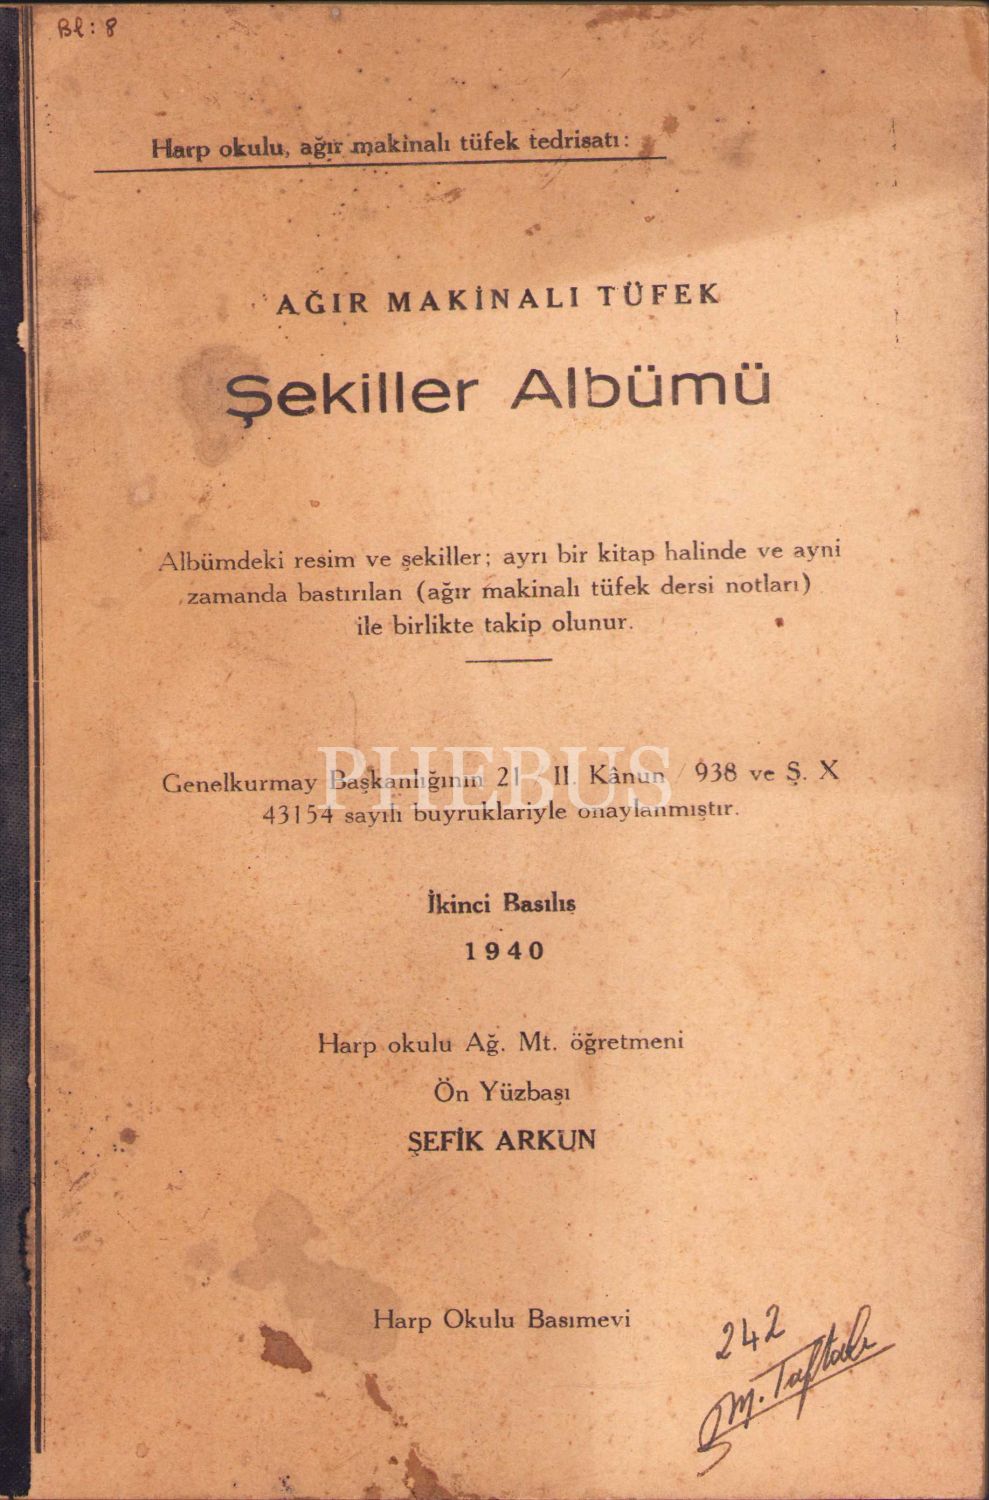 Bl: 8
Harp okulu, ağır makinalı tüfek tedrisatı:
AĞIR MAKİNALI TÜFEK
Şekiller Albümü
Albümdeki resim ve şekiller; ayrı bir kitap halinde ve ayni
zamanda bastırılan (ağır makinalı tüfek dersi notları)
ile birlikte takip olunur.
PHEBUS
Genelkurmay Başkanlığının 21 II. Kânun / 938 ve Ş. X
43154 sayılı buyruklariyle onaylanmıştır.
İkinci Basılış
1940
Harp okulu Ağ. Mt. öğretmeni
Ön Yüzbaşı
ŞEFİK ARKUN
Harp Okulu Basımevi
242
M. Taftalı